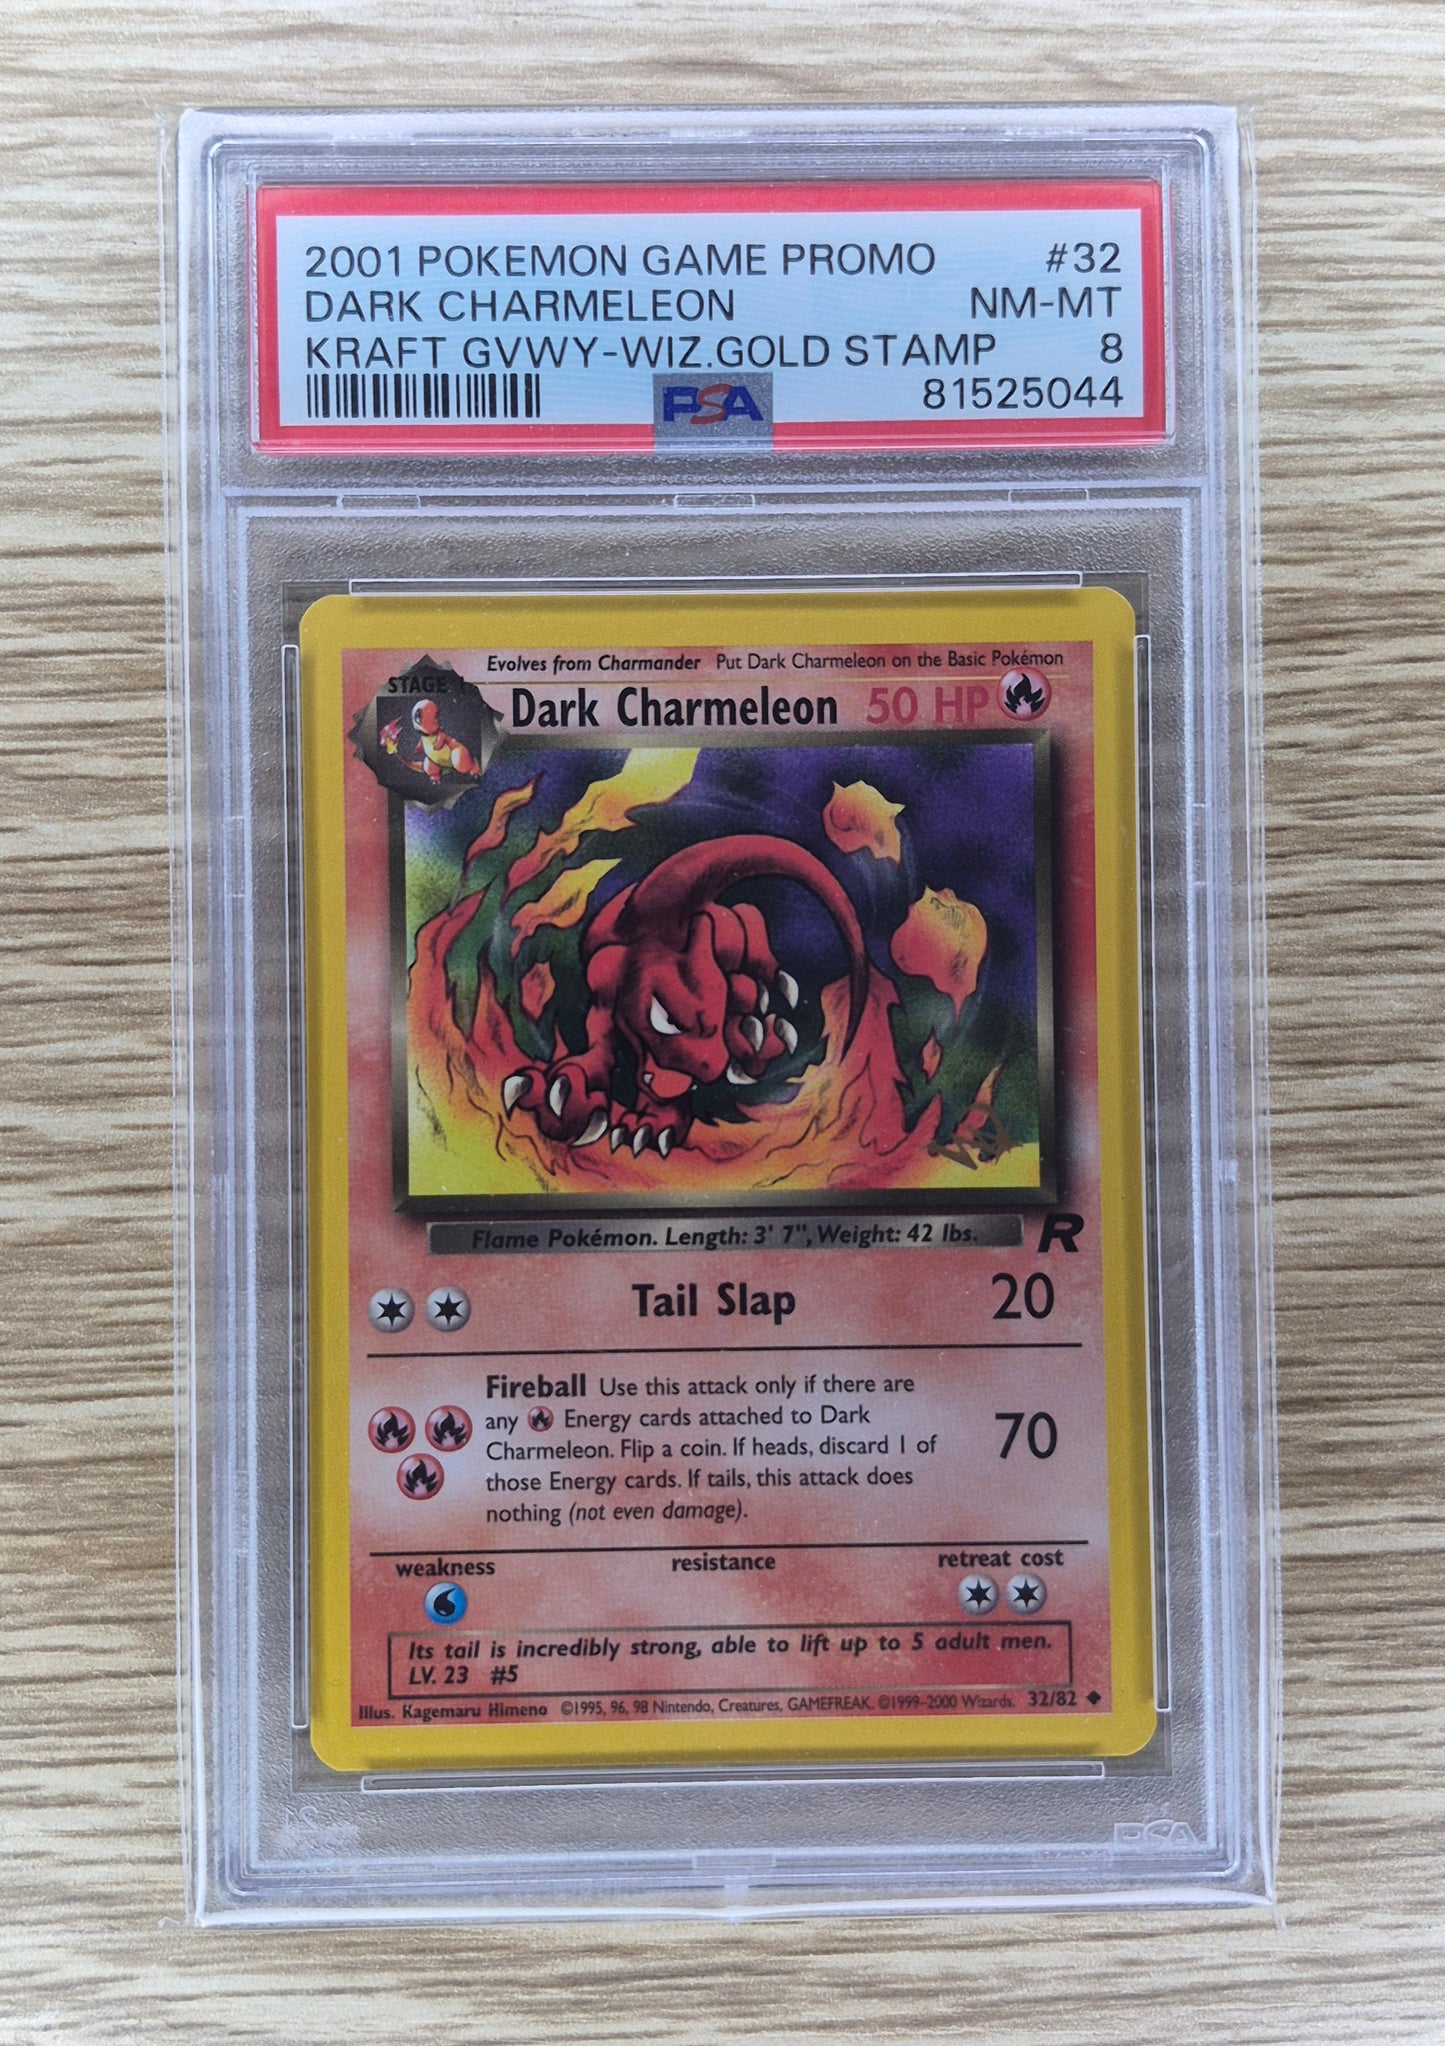 2001 POKEMON GAME PROMO #32
DARK CHARMELEON NM-MT
KRAFT GVWY-WIZ.GOLD STAMP 8
PSA 81525044
Evolves from Charmander Put Dark Charmeleon on the Basic Pokémon
STAGE 1
Dark Charmeleon 50 HP
Flame Pokémon. Length: 3' 7", Weight: 42 lbs.
R
Tail Slap 20
Fireball Use this attack only if there are
any Energy cards attached to Dark
Charmeleon. Flip a coin. If heads, discard 1 of
those Energy cards. If tails, this attack does
nothing (not even damage).
70
weakness resistance retreat cost
Its tail is incredibly strong, able to lift up to 5 adult men.
LV. 23 #5
Illus. Kagemaru Himeno ©1995, 96, 98 Nintendo, Creatures, GAMEFREAK. ©1999-2000 Wizards. 32/82
PSA